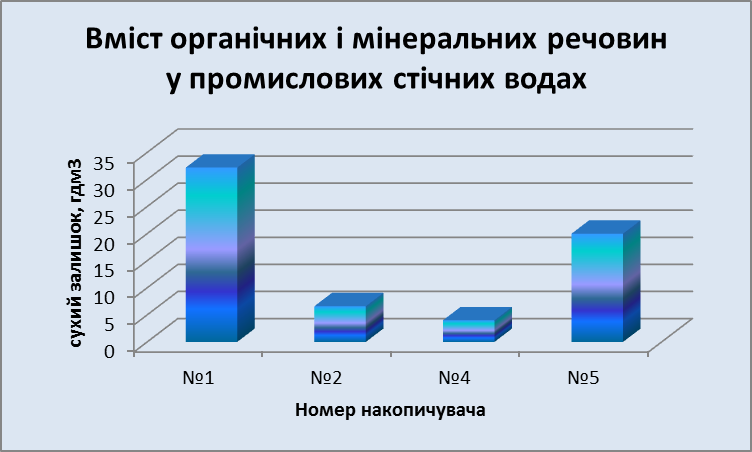 Вміст органічних і мінеральних речовин
у промислових стічних водах
сухий залишок, гдм3
35
30
25
20
15
10
5
0
№1 №2 №4 №5
Номер накопичувача